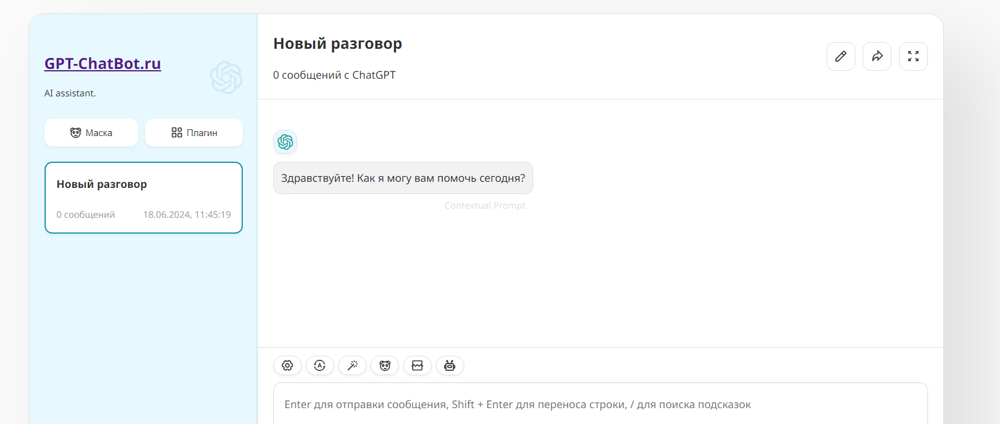 GPT-ChatBot.ru
AI assistant.
Маска
Плагин
Новый разговор
0 сообщений
18.06.2024, 11:45:19
Новый разговор
0 сообщений с ChatGPT
Здравствуйте! Как я могу вам помочь сегодня?
Contextual Prompt
Enter для отправки сообщения, Shift + Enter для переноса строки, / для поиска подсказок